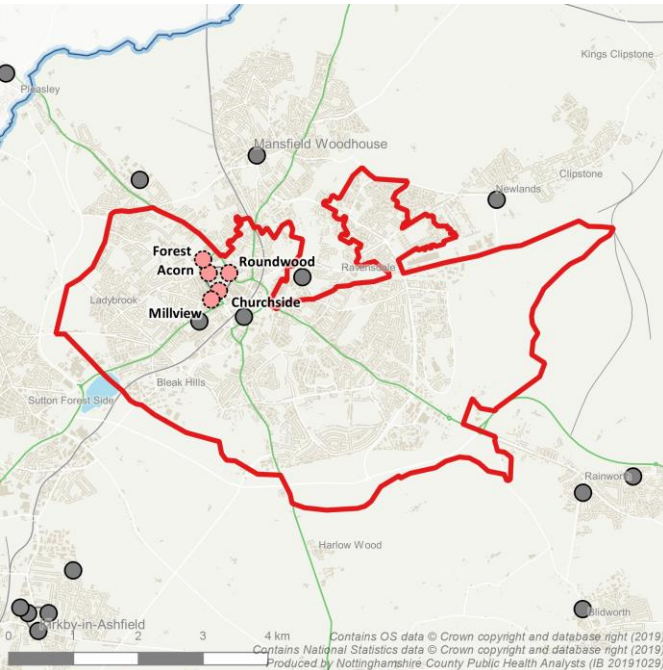 Kings Clipstone
Pleasley
Mansfield Woodhouse
Clipstone
Newlands
Forest
Acorn
Roundwood
Ravensdale
Ladybrook
Millview
Churchside
Bleak Hills
Sutton Forest Side
Rainworth
Harlow Wood
Blidworth
Kirkby-in-Ashfield
0 1 2 3 4 km
Contains OS data © Crown copyright and database right (2019)
Contains National Statistics data © Crown copyright and database right (2019)
Produced by Nottinghamshire County Public Health Analysts (IB 20191029)